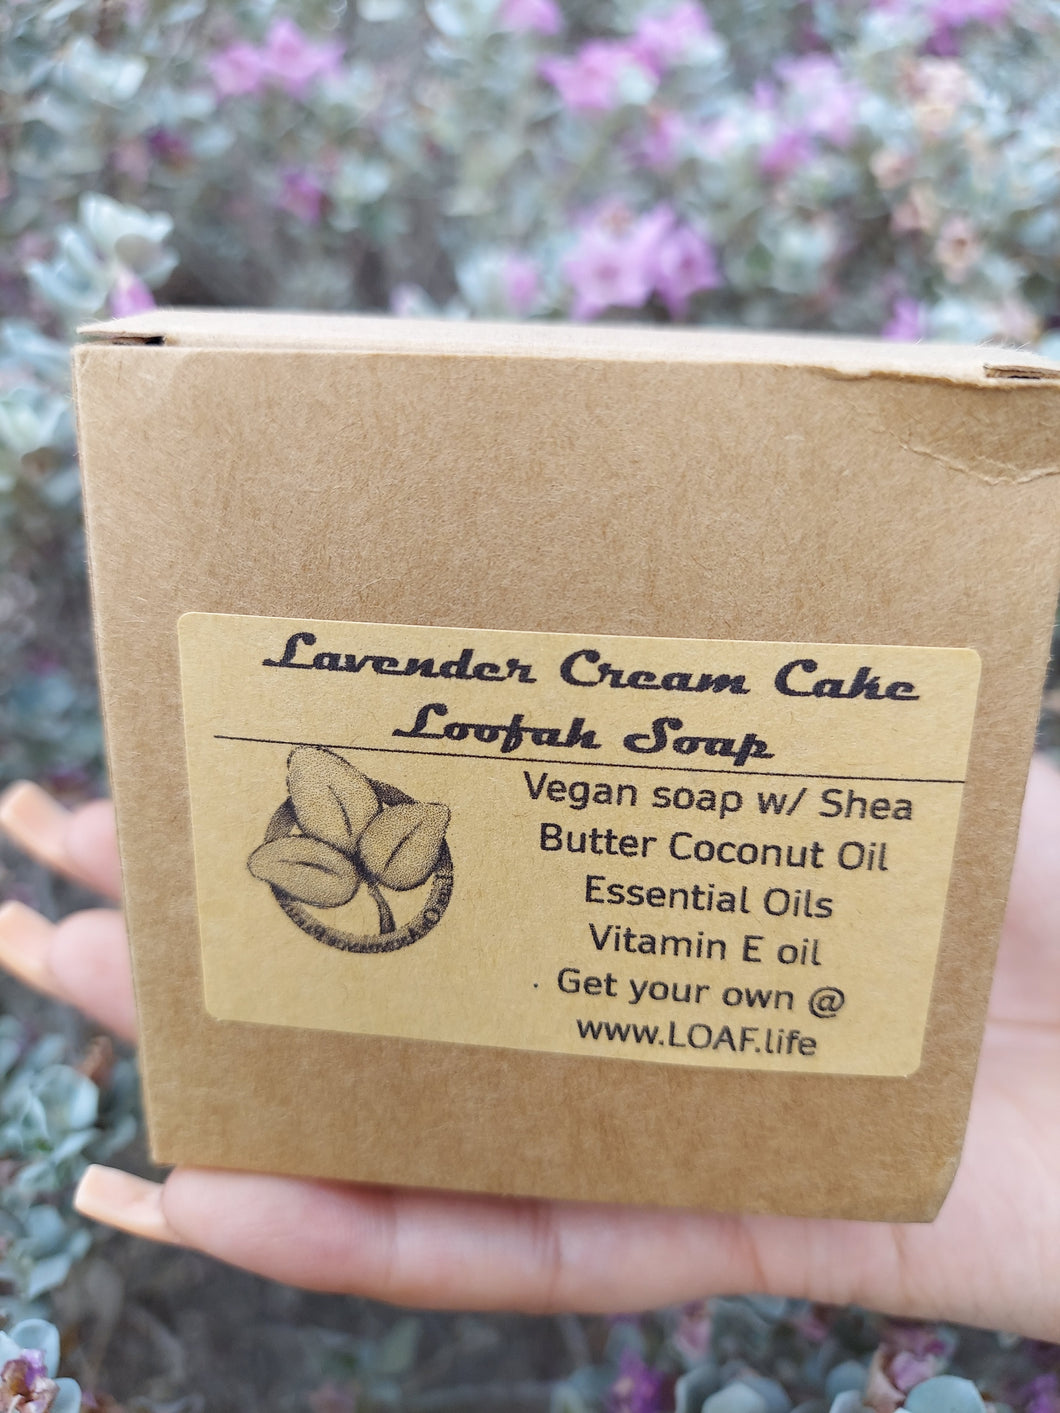 Lavender Cream Cake
Loofah Soap
Vegan soap w/ Shea
Butter Coconut Oil
Essential Oils
Vitamin E oil
. Get your own @
www.LOAF.life